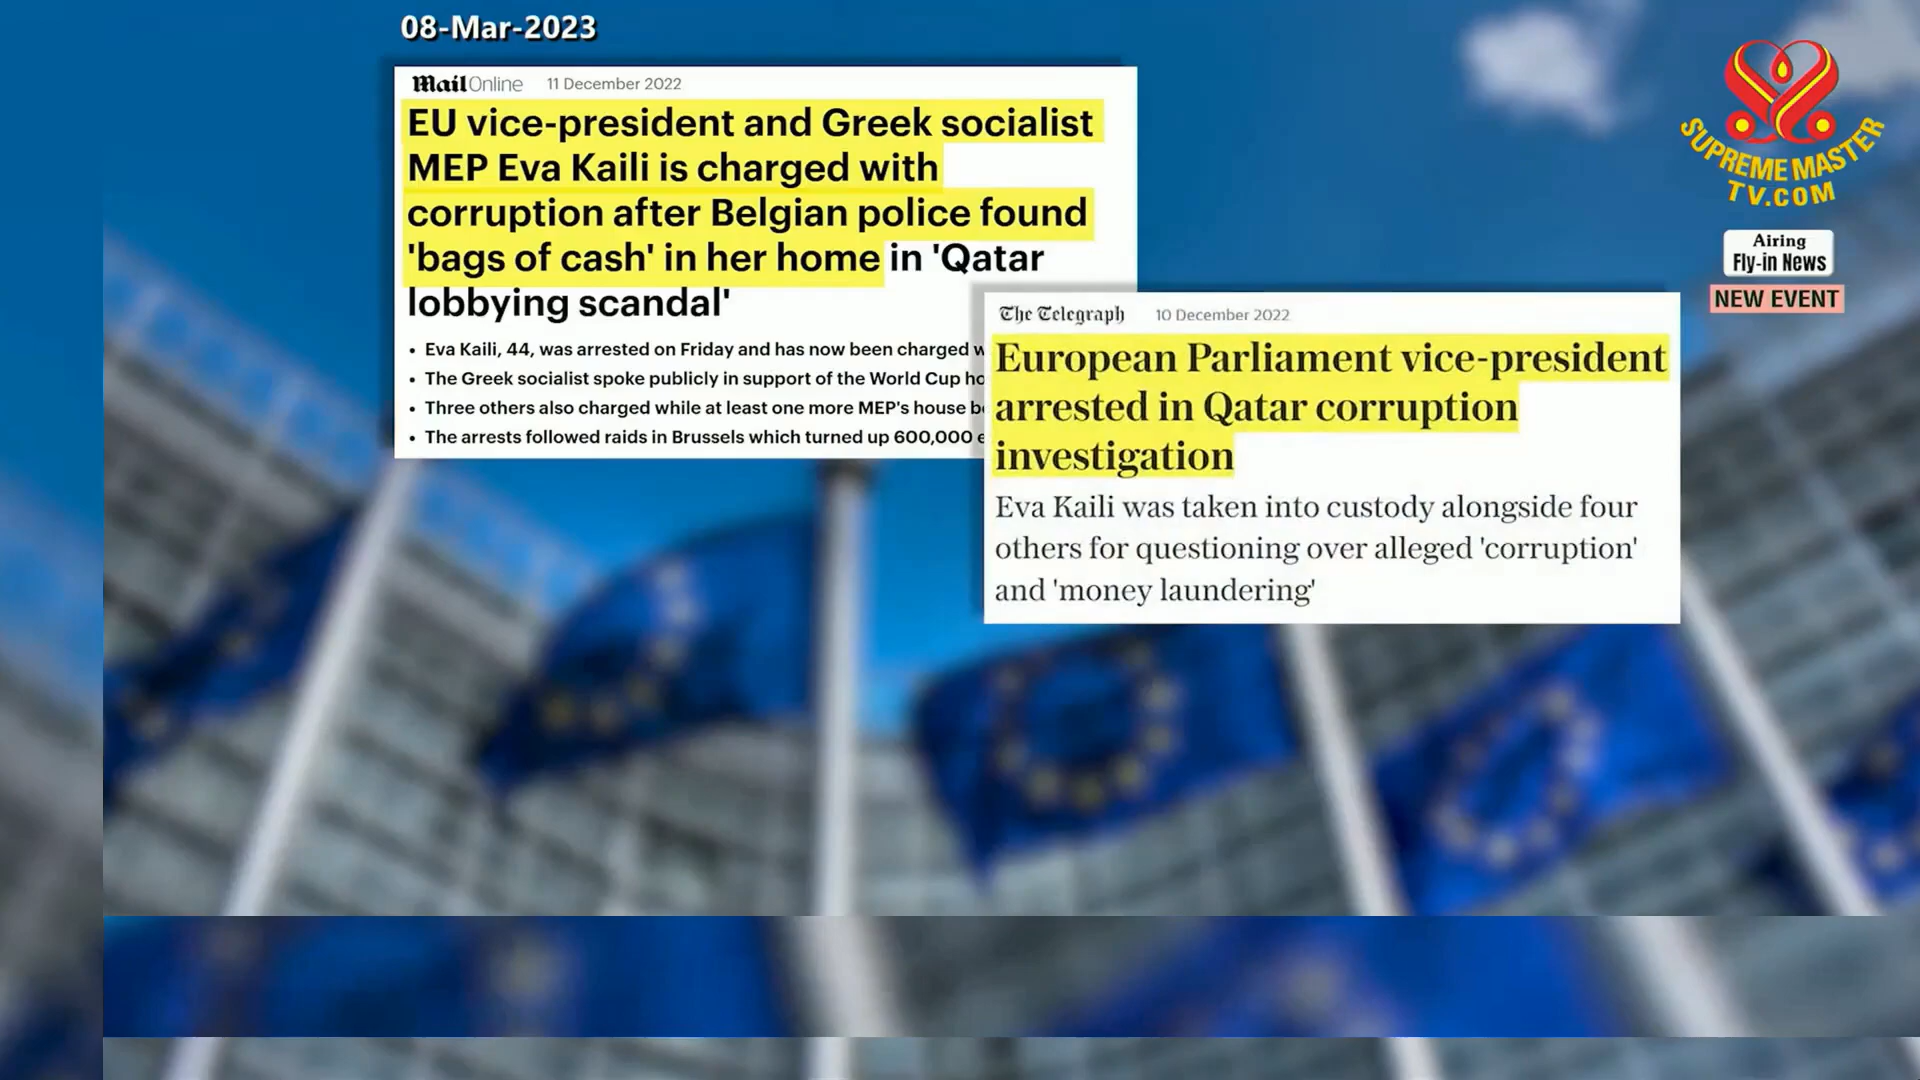 08-Mar-2023
Mail Online 11 December 2022
EU vice-president and Greek socialist
MEP Eva Kaili is charged with
corruption after Belgian police found
'bags of cash' in her home in 'Qatar
lobbying scandal'
• Eva Kaili, 44, was arrested on Friday and has now been charged
• The Greek socialist spoke publicly in support of the World Cup
• Three others also charged while at least one more MEP's house
• The arrests followed raids in Brussels which turned up 600,000
The Telegraph 10 December 2022
European Parliament vice-president
arrested in Qatar corruption
investigation
Eva Kaili was taken into custody alongside four
others for questioning over alleged 'corruption'
and 'money laundering'
SUPREME MASTER
TV.COM
Airing
Fly-in News
NEW EVENT